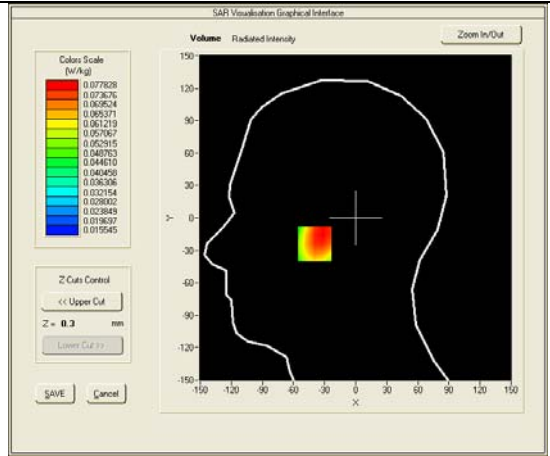 SAR Visualisation Graphical Interface
Volume Radiated Intensity
Zoom In/Out
Colors Scale
(W/kg)
0.077828
0.073676
0.069524
0.065371
0.061219
0.057067
0.052915
0.048763
0.044610
0.040458
0.036306
0.032154
0.028002
0.023849
0.019697
0.015545
Z Cuts Control
<< Upper Cut
Z = 0.3 mm
Lower Cut >>
SAVE Cancel
150
120
90
60
30
0
-30
-60
-90
-120
-150
Y
-150 -120 -90 -60 -30 0 30 60 90 120 150
X